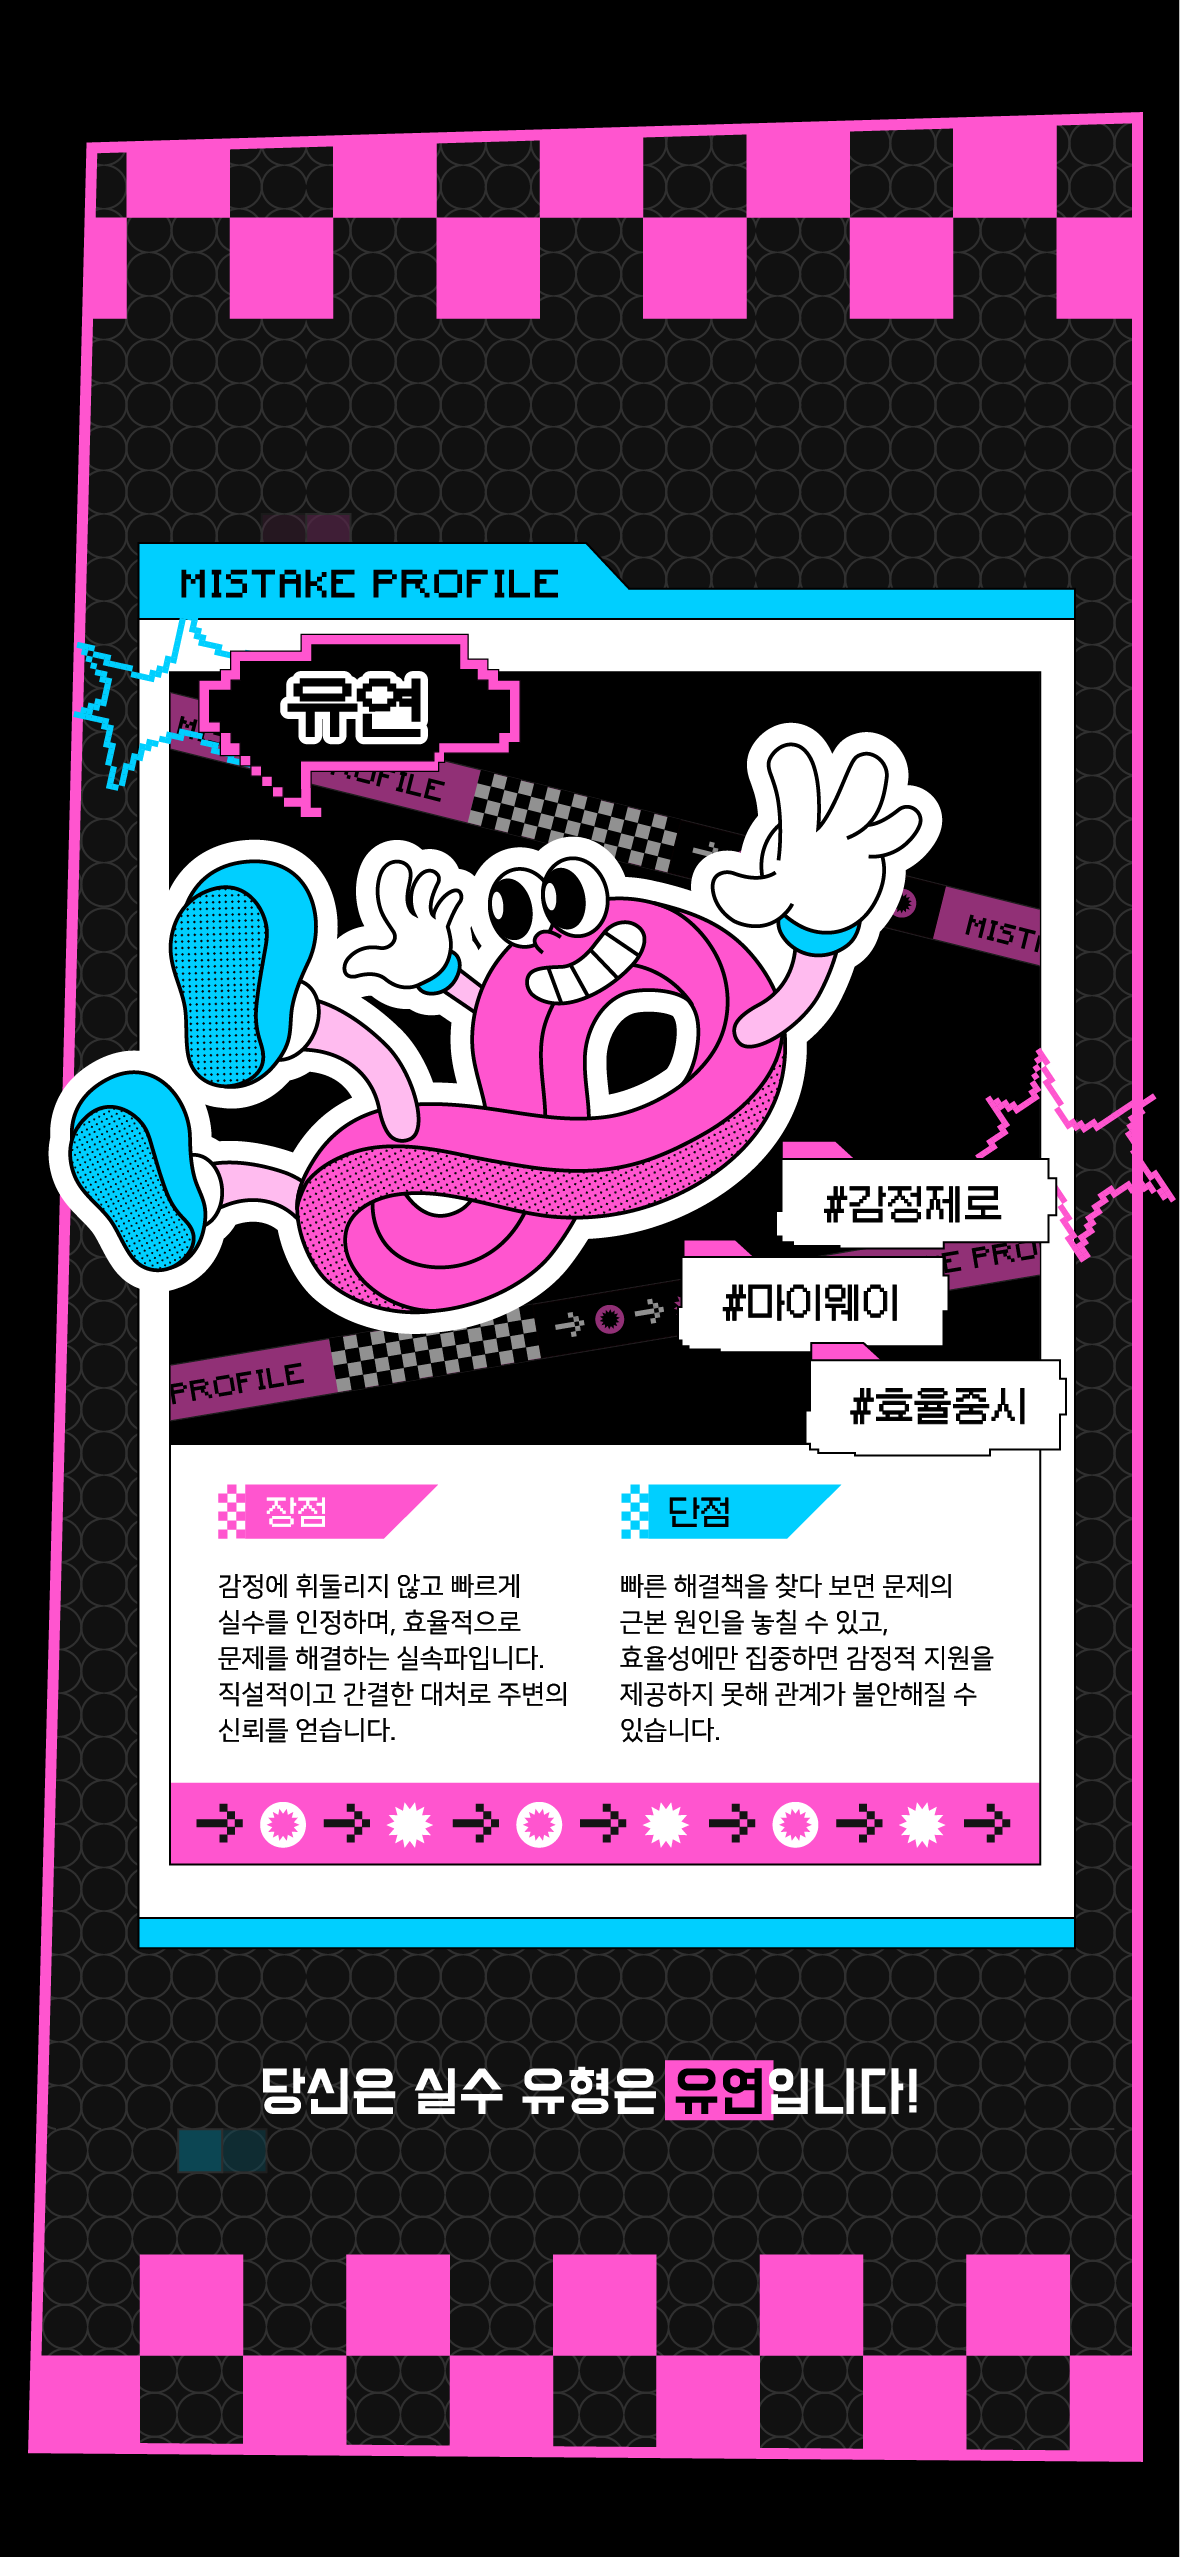 MISTAKE PROFILE
유연
PROFILE
MIST
#감정제로
E PRO
#마이웨이
PROFILE
#효율중시
장점
감정에 휘둘리지 않고 빠르게
실수를 인정하며, 효율적으로
문제를 해결하는 실속파입니다.
직설적이고 간결한 대처로 주변의
신뢰를 얻습니다.
단점
빠른 해결책을 찾다 보면 문제의
근본 원인을 놓칠 수 있고,
효율성에만 집중하면 감정적 지원을
제공하지 못해 관계가 불안해질 수
있습니다.
당신은 실수 유형은 유연입니다!